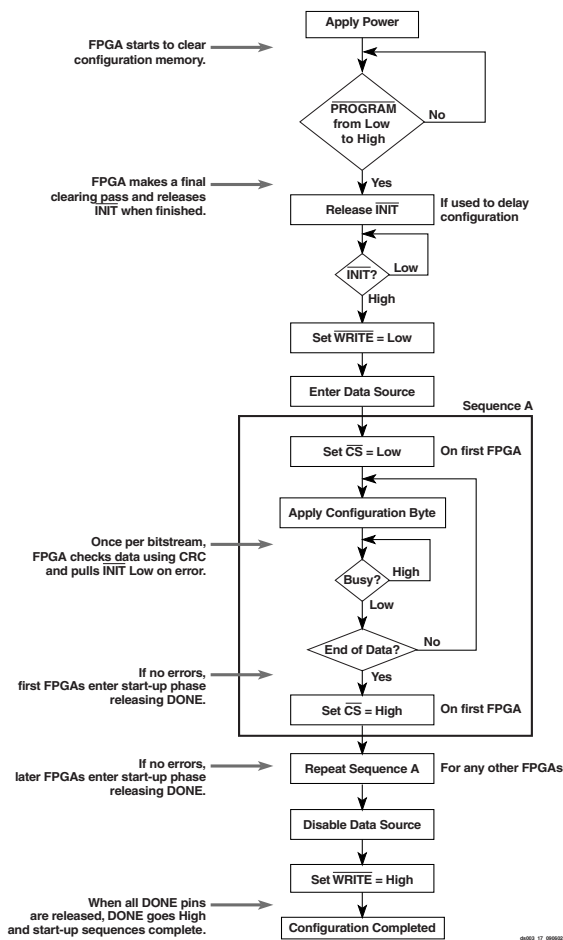 Apply Power
FPGA starts to clear
configuration memory.
PROGRAM
from Low
to High
No
Yes
FPGA makes a final
clearing pass and releases
INIT when finished.
Release INIT
If used to delay
configuration
INIT?
Low
High
Set WRITE = Low
Enter Data Source
Sequence A
Set CS = Low
On first FPGA
Apply Configuration Byte
Once per bitstream,
FPGA checks data using CRC
and pulls INIT Low on error.
Busy?
High
Low
End of Data?
No
Yes
If no errors,
first FPGAs enter start-up phase
releasing DONE.
Set CS = High
On first FPGA
If no errors,
later FPGAs enter start-up phase
releasing DONE.
Repeat Sequence A
For any other FPGAs
Disable Data Source
Set WRITE = High
When all DONE pins
are released, DONE goes High
and start-up sequences complete.
Configuration Completed
ds003_17_090602